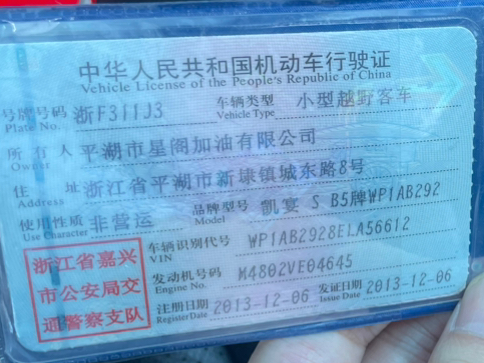 中华人民共和国机动车行驶证
Vehicle License of the People's Republic of China
号牌号码 浙F311J3 车辆类型 小型越野客车
Plate No. Vehicle Type
所有人 平湖市星阁加油有限公司
Owner
住址 浙江省平湖市新埭镇城东路8号
Address
使用性质 非营运 品牌型号 凯宴 S B5牌WP1AB292
Use Character Model
浙江省嘉兴
市公安局交
通警察支队
车辆识别代号 WP1AB2928ELA56612
VIN
发动机号码 M4802VE04645
Engine No.
注册日期 2013-12-06 发证日期 2013-12-06
Register Date Issue Date